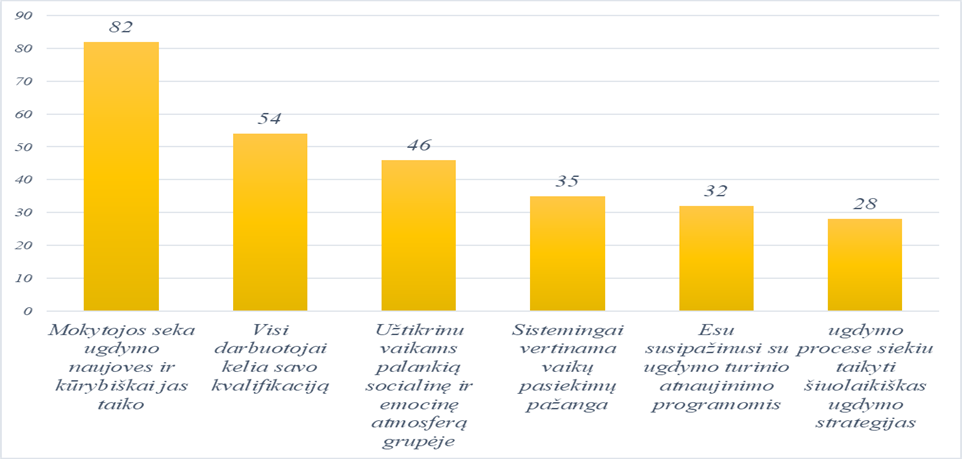 90
80
70
60
50
40
30
20
10
0
82
54
46
35
32
28
Mokytojos seka
ugdymo
naujoves ir
kūrybiškai jas
taiko
Visi
darbuotojai
kelia savo
kvalifikaciją
Užtikrinu
vaikams
palankią
socialinę ir
emocinę
atmosferą
grupėje
Sistemingai
vertinama
vaikų
pasiekimų
pažanga
Esu
susipažinusi su
ugdymo turinio
atnaujinimo
programomis
ugdymo
procese siekiu
taikyti
šiuolaikiškas
ugdymo
strategijas